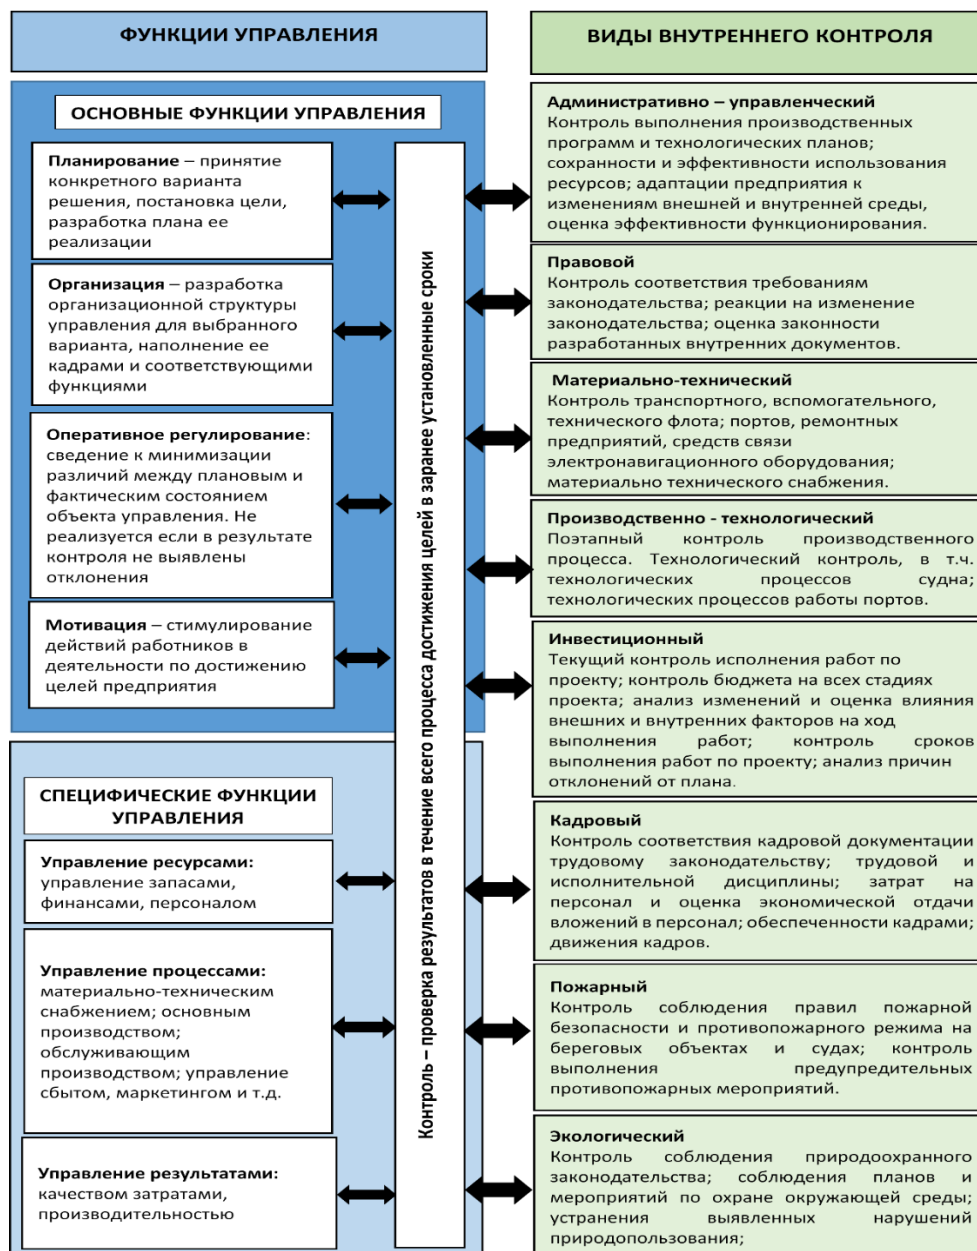 ФУНКЦИИ УПРАВЛЕНИЯ
ОСНОВНЫЕ ФУНКЦИИ УПРАВЛЕНИЯ
Планирование – принятие
конкретного варианта
решения, постановка цели,
разработка плана ее
реализации
Организация – разработка
организационной структуры
управления для выбранного
варианта, наполнение ее
кадрами и соответствующими
функциями
Оперативное регулирование:
сведение к минимизации
различий между плановым и
фактическим состоянием
объекта управления. Не
реализуется если в результате
контроля не выявлены
отклонения
Мотивация – стимулирование
действий работников в
деятельности по достижению
целей предприятия
СПЕЦИФИЧЕСКИЕ ФУНКЦИИ
УПРАВЛЕНИЯ
Управление ресурсами:
управление запасами,
финансами, персоналом
Управление процессами:
материально-техническим
снабжением; основным
производством;
обслуживающим
производством; управление
сбытом, маркетингом и т.д.
Управление результатами:
качеством затратами,
производительностью
Контроль – проверка результатов в течение всего процесса достижения целей в заранее установленные сроки
ВИДЫ ВНУТРЕННЕГО КОНТРОЛЯ
Административно – управленческий
Контроль выполнения производственных
программ и технологических планов;
сохранности и эффективности использования
ресурсов; адаптации предприятия к
изменениям внешней и внутренней среды,
оценка эффективности функционирования.
Правовой
Контроль соответствия требованиям
законодательства; реакции на изменение
законодательства; оценка законности
разработанных внутренних документов.
Материально-технический
Контроль транспортного, вспомогательного,
технического флота; портов, ремонтных
предприятий, средств связи
электронавигационного оборудования;
материально технического снабжения.
Производственно - технологический
Поэтапный контроль производственного
процесса. Технологический контроль, в т.ч.
технологических процессов судна;
технологических процессов работы портов.
Инвестиционный
Текущий контроль исполнения работ по
проекту; контроль бюджета на всех стадиях
проекта; анализ изменений и оценка влияния
внешних и внутренних факторов на ход
выполнения работ; контроль сроков
выполнения работ по проекту; анализ причин
отклонений от плана.
Кадровый
Контроль соответствия кадровой документации
трудовому законодательству; трудовой и
исполнительной дисциплины; затрат на
персонал и оценка экономической отдачи
вложений в персонал; обеспеченности кадрами;
движения кадров.
Пожарный
Контроль соблюдения правил пожарной
безопасности и противопожарного режима на
береговых объектах и судах; контроль
выполнения предупредительных
противопожарных мероприятий.
Экологический
Контроль соблюдения природоохранного
законодательства; соблюдения планов и
мероприятий по охране окружающей среды;
устранения выявленных нарушений
природопользования;